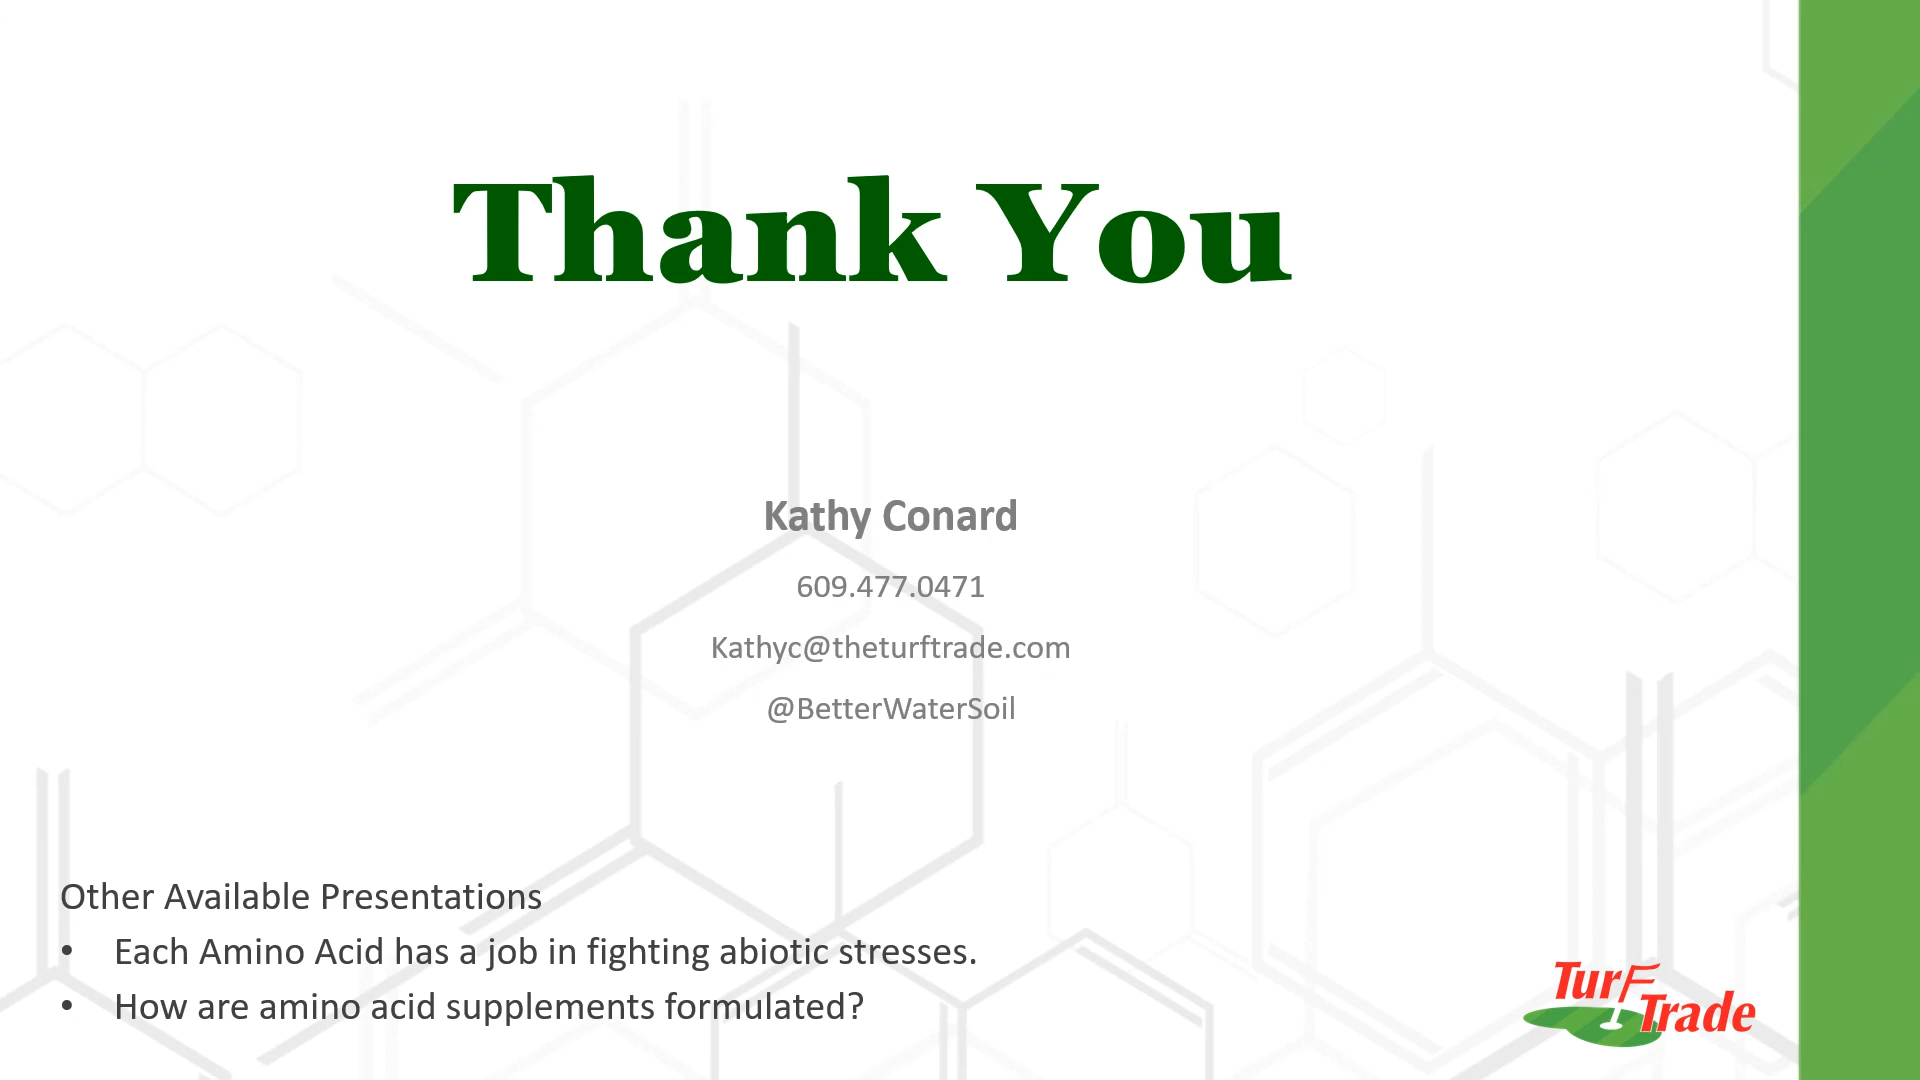 Thank You
Kathy Conard
609.477.0471
Kathyc@theturftrade.com
@BetterWaterSoil
Other Available Presentations
• Each Amino Acid has a job in fighting abiotic stresses.
• How are amino acid supplements formulated?
Turf
Trade